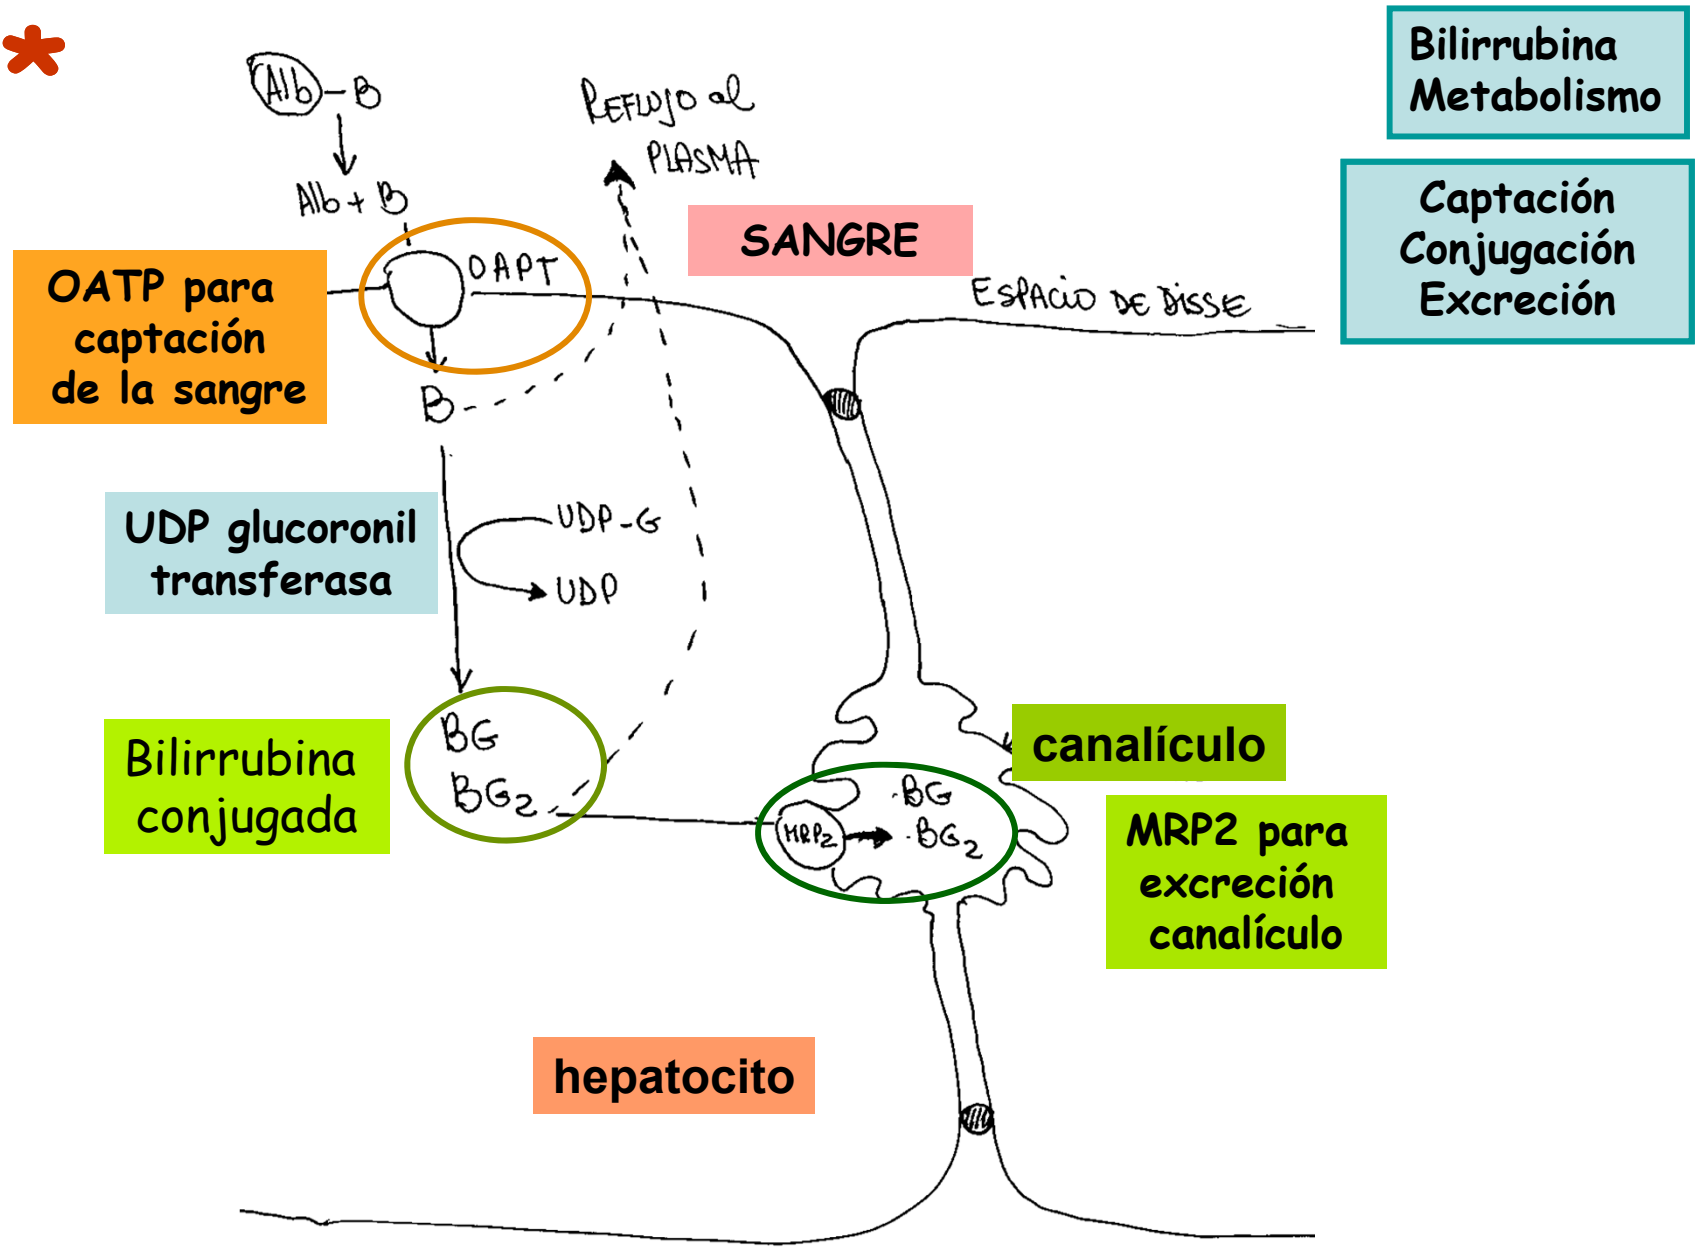 Bilirrubina
Metabolismo
Captación
Conjugación
Excreción
Alb-B
Alb+B
REFLUJO al
PLASMA
SANGRE
OATP para
captación
de la sangre
OAPT
ESPACIO DE DISSE
B
UDP glucoronil
transferasa
UDP-G
UDP
Bilirrubina
conjugada
BG
BG2
canalículo
MRP2
·BG
·BG2
MRP2 para
excreción
canalículo
hepatocito